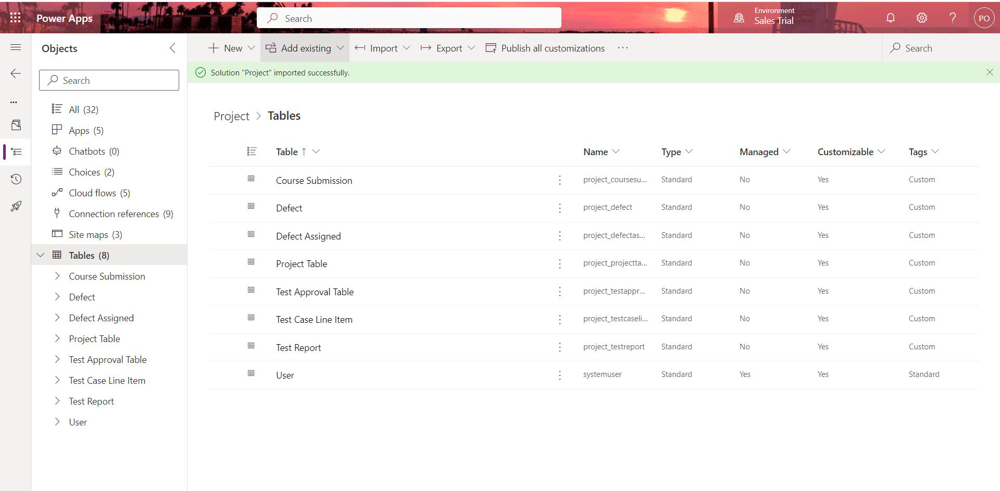 Power Apps
Search
Environment
Sales Trial
PO
Objects
New
Add existing
Import
Export
Publish all customizations
Search
Search
Solution "Project" imported successfully.
All (32)
Apps (5)
Chatbots (0)
Choices (2)
Cloud flows (5)
Connection references (9)
Site maps (3)
Tables (8)
Course Submission
Defect
Defect Assigned
Project Table
Test Approval Table
Test Case Line Item
Test Report
User
Project > Tables
Table ↑ Name Type Managed Customizable Tags
Course Submission project_coursesu... Standard No Yes Custom
Defect project_defect Standard No Yes Custom
Defect Assigned project_defectas... Standard No Yes Custom
Project Table project_projectta... Standard No Yes Custom
Test Approval Table project_testappr... Standard No Yes Custom
Test Case Line Item project_testcaseli... Standard No Yes Custom
Test Report project_testreport Standard No Yes Custom
User systemuser Standard Yes Yes Standard